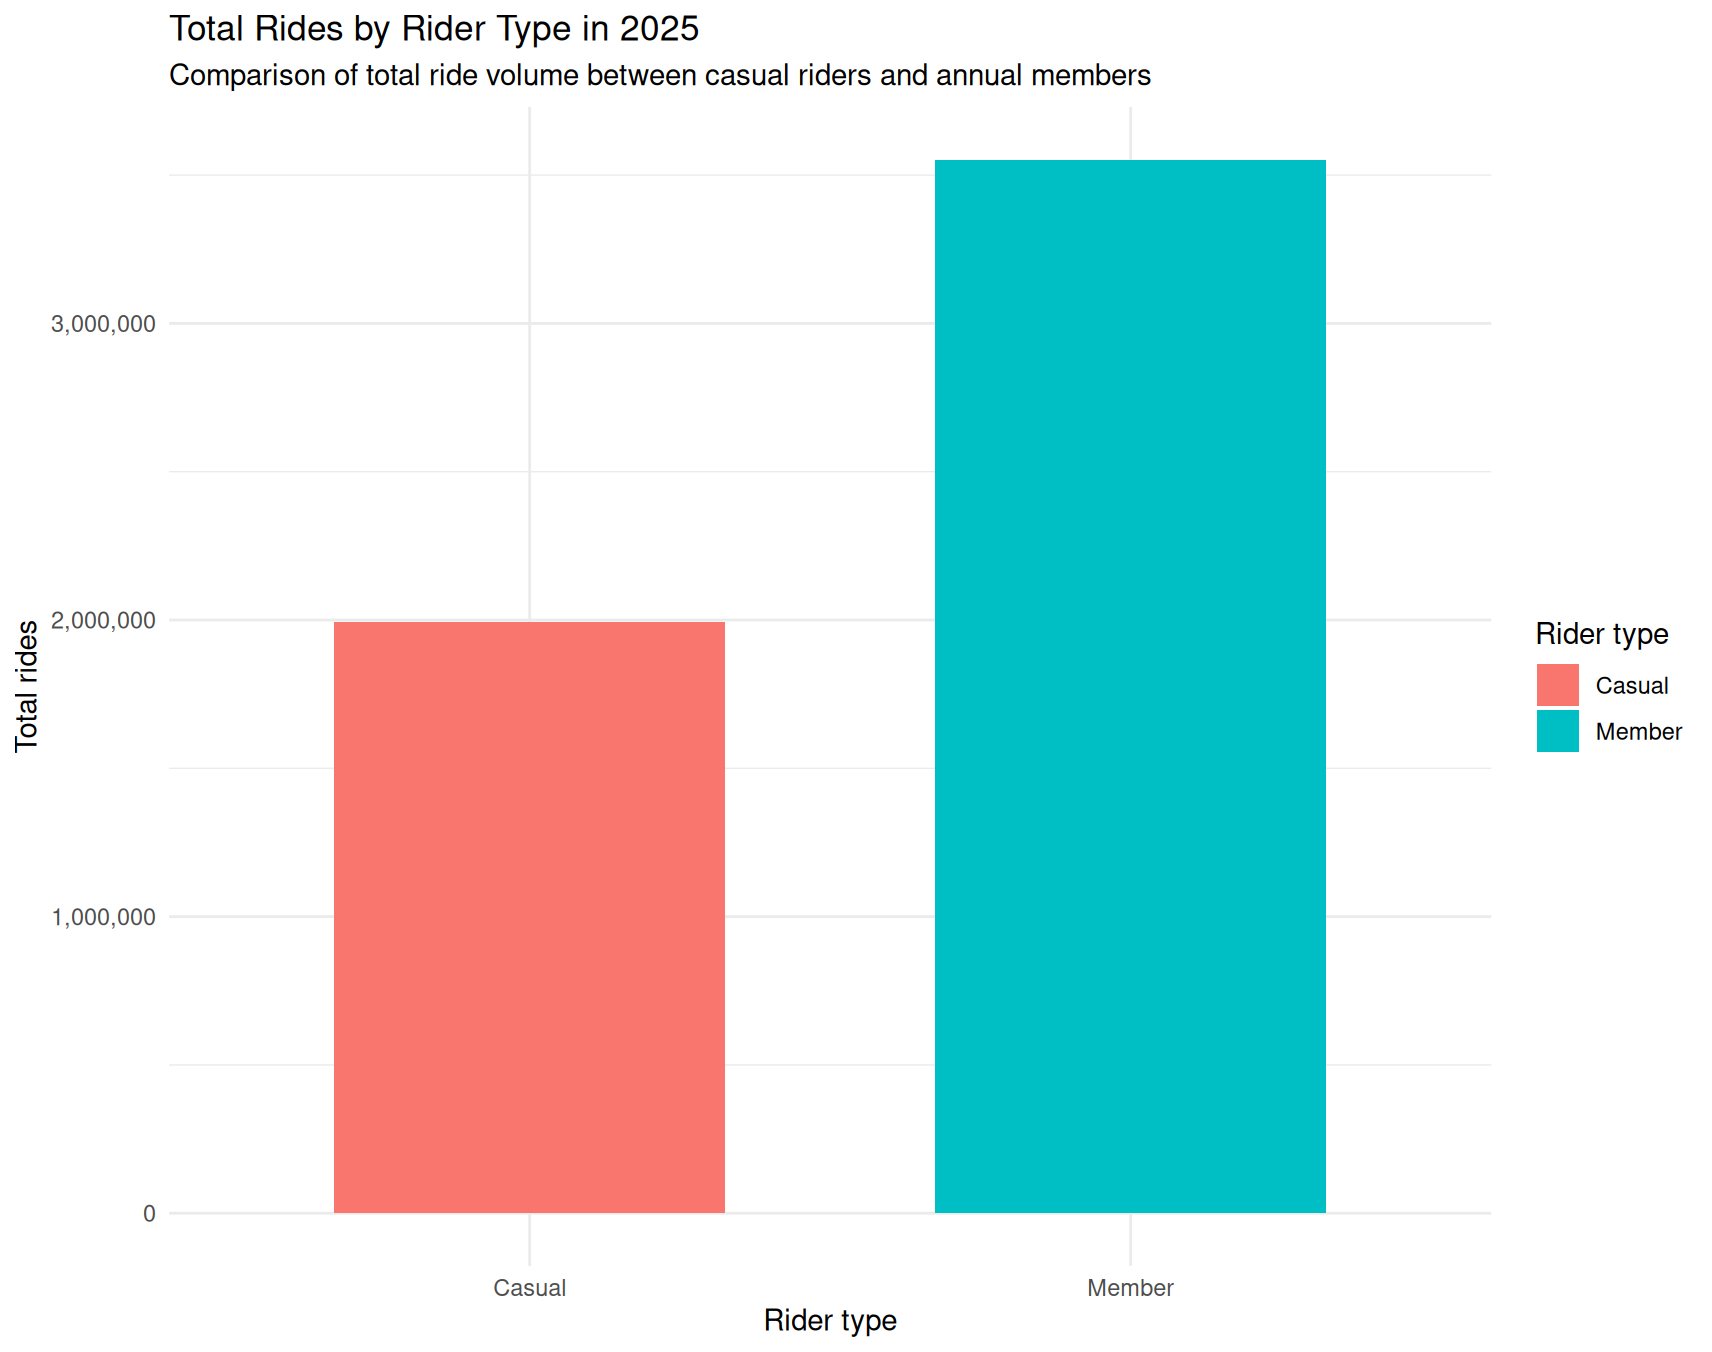 Total Rides by Rider Type in 2025
Comparison of total ride volume between casual riders and annual members
Total rides
3,000,000
2,000,000
1,000,000
0
Casual
Member
Rider type
Rider type
Casual
Member